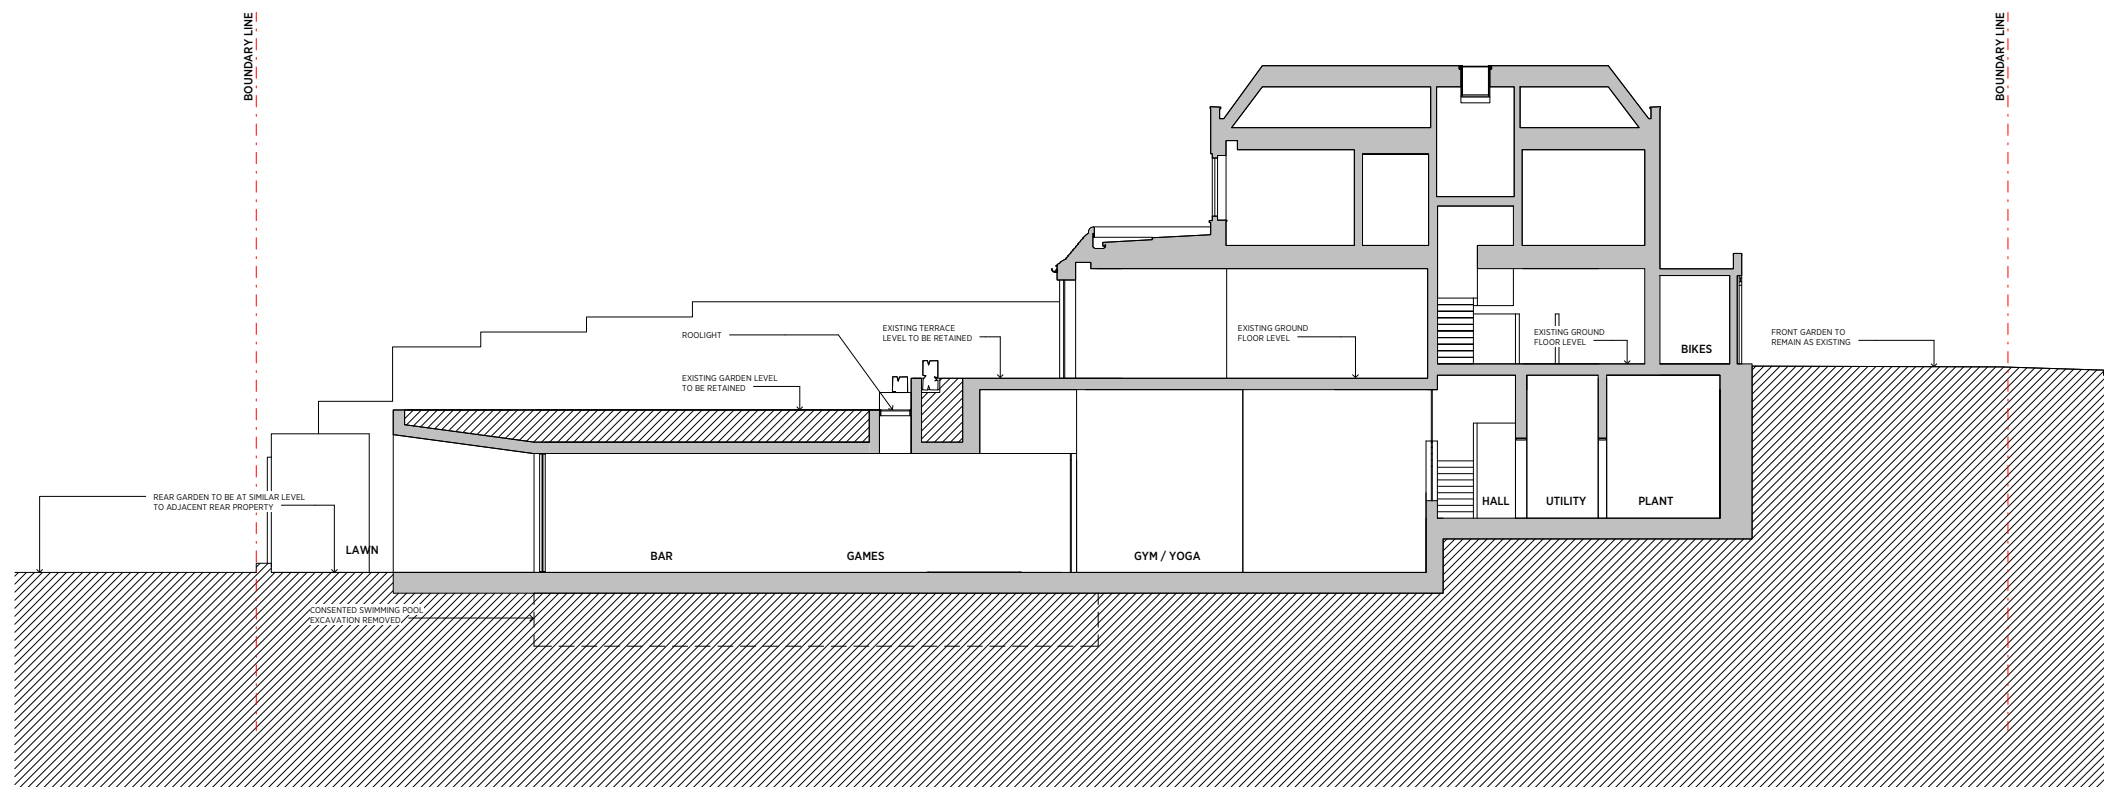 BOUNDARY LINE
BOUNDARY LINE
ROOLIGHT
EXISTING TERRACE
LEVEL TO BE RETAINED
EXISTING GROUND
FLOOR LEVEL
EXISTING GROUND
FLOOR LEVEL
BIKES
FRONT GARDEN TO
REMAIN AS EXISTING
EXISTING GARDEN LEVEL
TO BE RETAINED
REAR GARDEN TO BE AT SIMILAR LEVEL
TO ADJACENT REAR PROPERTY
HALL
UTILITY
PLANT
LAWN
BAR
GAMES
GYM / YOGA
CONSENTED SWIMMING POOL
EXCAVATION REMOVED